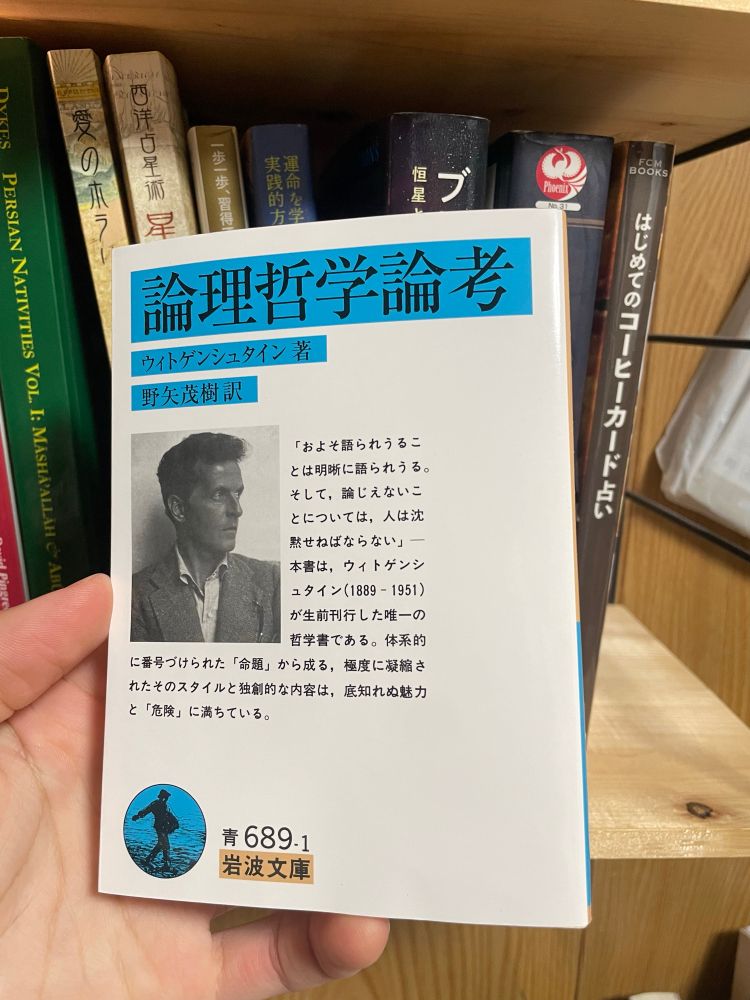 DYKES
PERSIAN NATIVITIES VOL. I: MĀSHĀ'ALLĀH &
愛のホラ
西洋占星術
星
一歩一歩、習得
運命を学
実践的方
ブ
恒星と
Phoenix
No.31
FCM
BOOKS
はじめてのコーヒーカード占い
David Pingre
論理哲学論考
ウィトゲンシュタイン 著
野矢茂樹 訳
「およそ語られうるこ
とは明晰に語られうる。
そして，論じえないこ
とについては，人は沈
黙せねばならない」―
本書は，ウィトゲンシ
ュタイン(1889‐1951)
が生前刊行した唯一の
哲学書である。体系的
に番号づけられた「命題」から成る，極度に凝縮さ
れたそのスタイルと独創的な内容は，底知れぬ魅力
と「危険」に満ちている。
青 689-1
岩波文庫